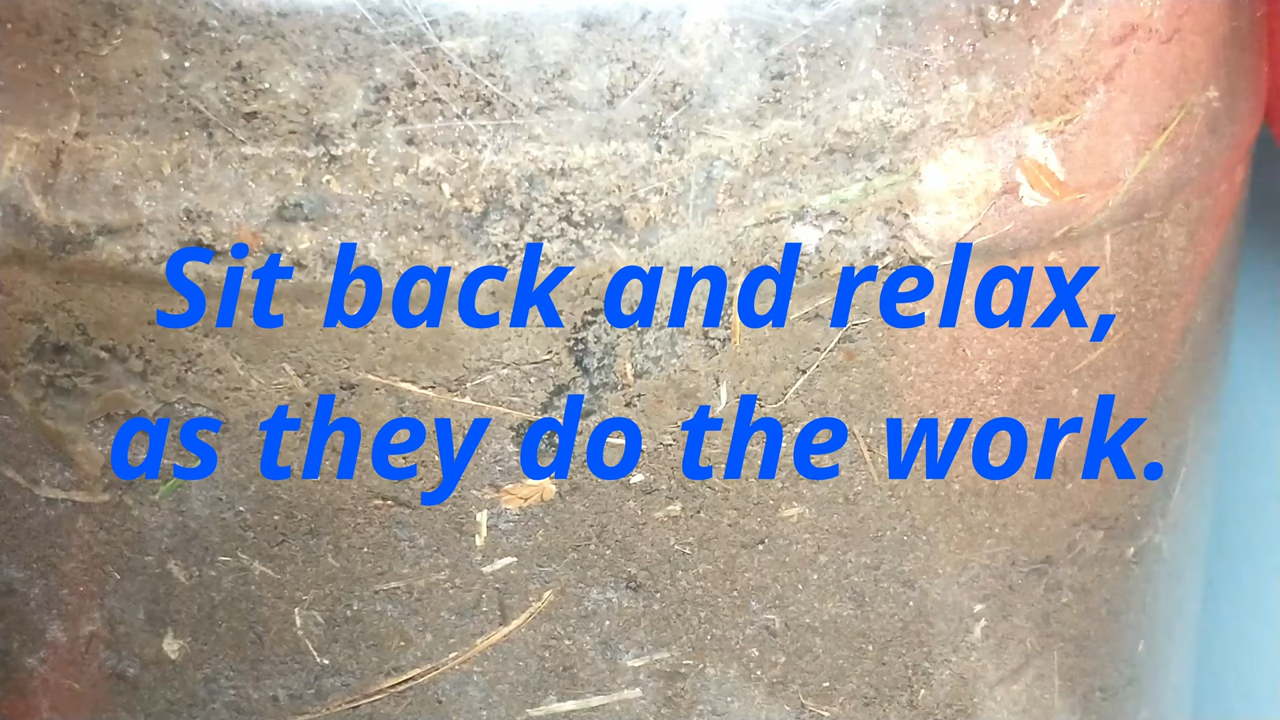 Sit back and relax,
as they do the work.